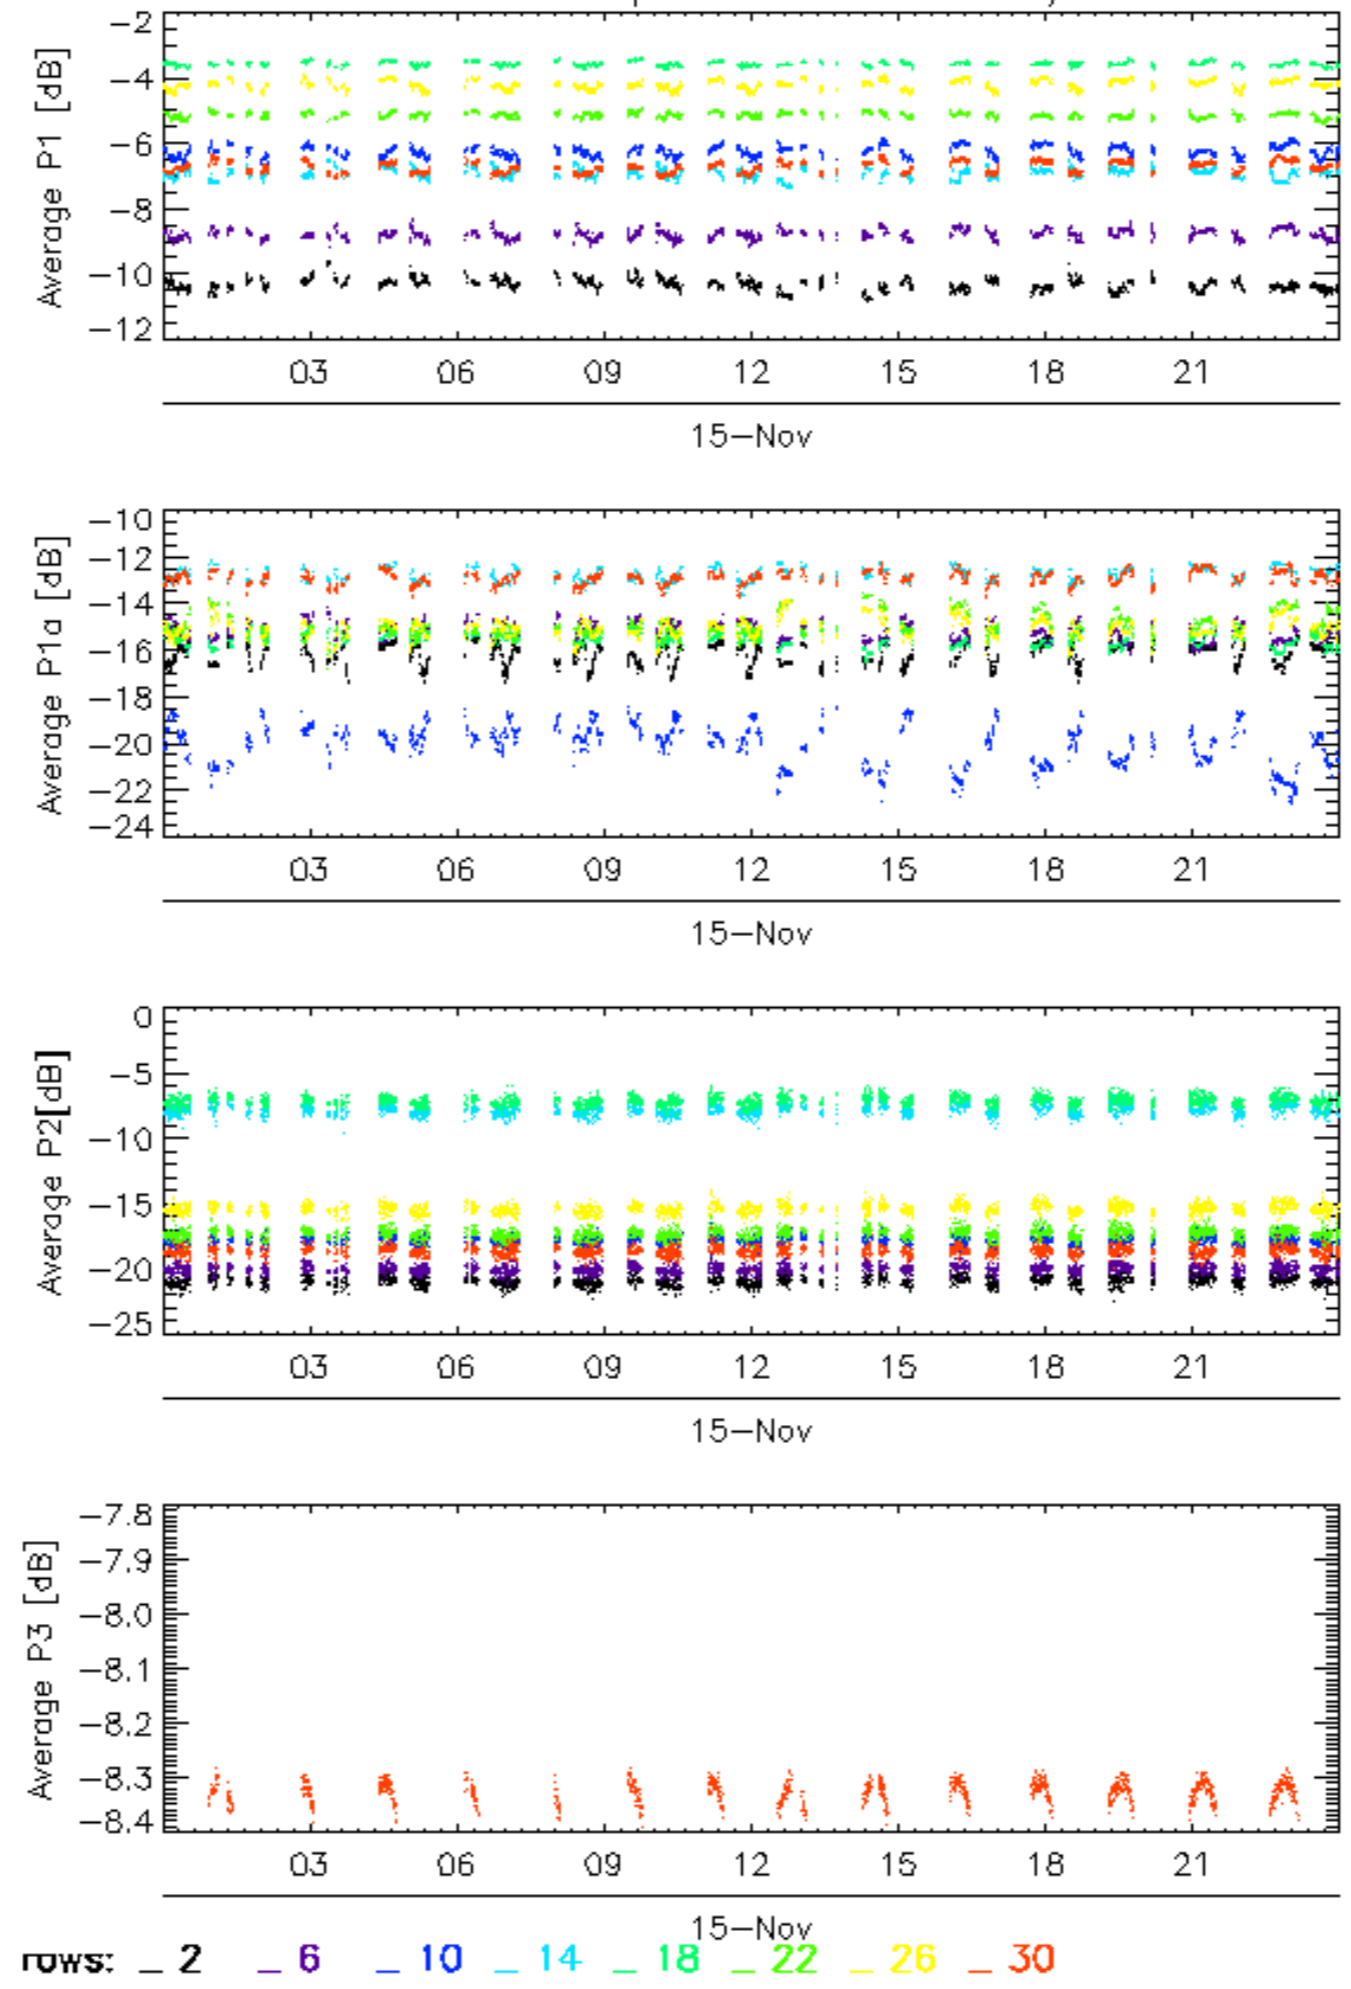 Average P1 [dB]
-2
-4
-6
-8
-10
-12
03 06 09 12 15 18 21
15-Nov
Average P1a [dB]
-10
-12
-14
-16
-18
-20
-22
-24
03 06 09 12 15 18 21
15-Nov
Average P2[dB]
0
-5
-10
-15
-20
-25
03 06 09 12 15 18 21
15-Nov
Average P3 [dB]
-7.8
-7.9
-8.0
-8.1
-8.2
-8.3
-8.4
03 06 09 12 15 18 21
15-Nov
rows: _ 2 _ 6 _ 10 _ 14 _ 18 _ 22 _ 26 _ 30